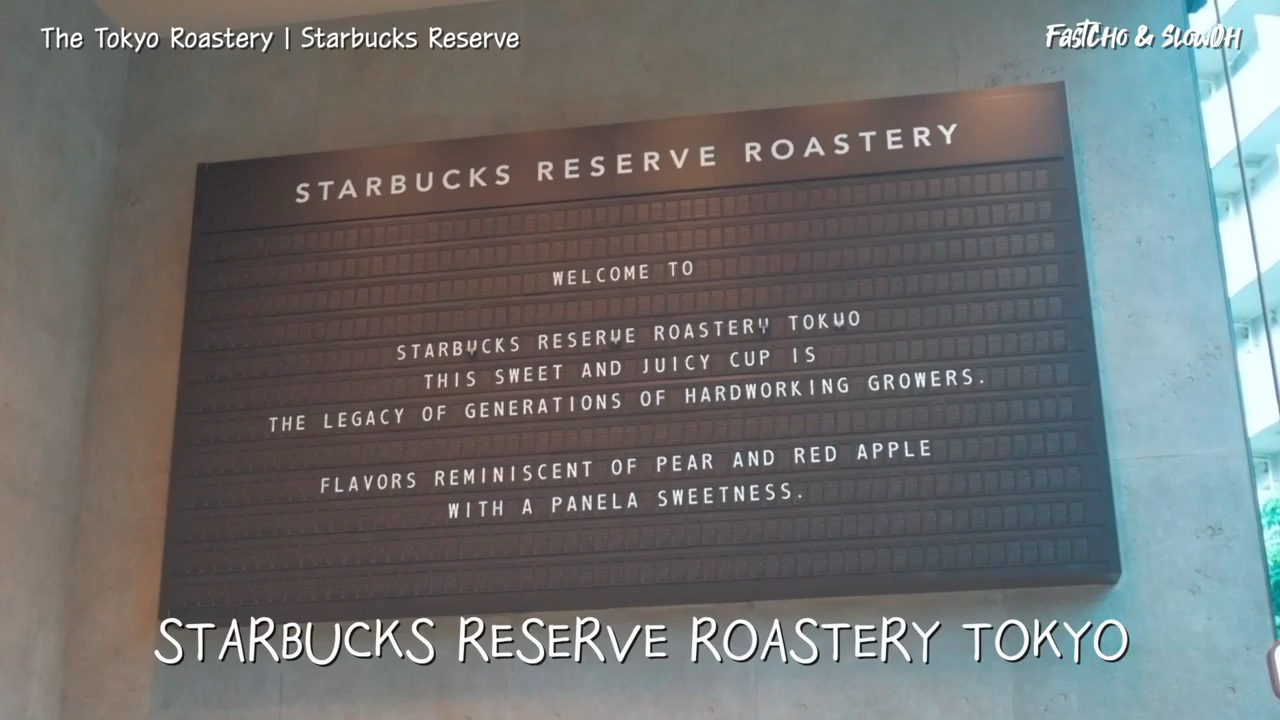 The Tokyo Roastery | Starbucks Reserve
FastCho & SlowDH
STARBUCKS RESERVE ROASTERY
WELCOME TO
STARBUCKS RESERVE ROASTERY TOKUO
THIS SWEET AND JUICY CUP IS
THE LEGACY OF GENERATIONS OF HARDWORKING GROWERS.
FLAVORS REMINISCENT OF PEAR AND RED APPLE
WITH A PANELA SWEETNESS.
STARBUCKS RESERVE ROASTERY TOKYO